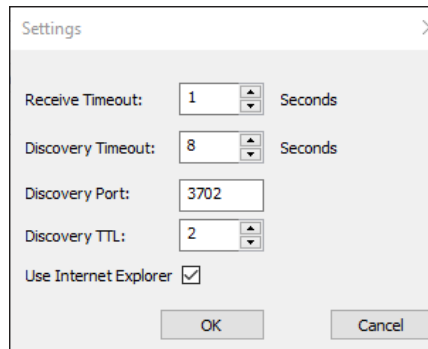 Settings
Receive Timeout: 1 Seconds
Discovery Timeout: 8 Seconds
Discovery Port: 3702
Discovery TTL: 2
Use Internet Explorer
OK Cancel